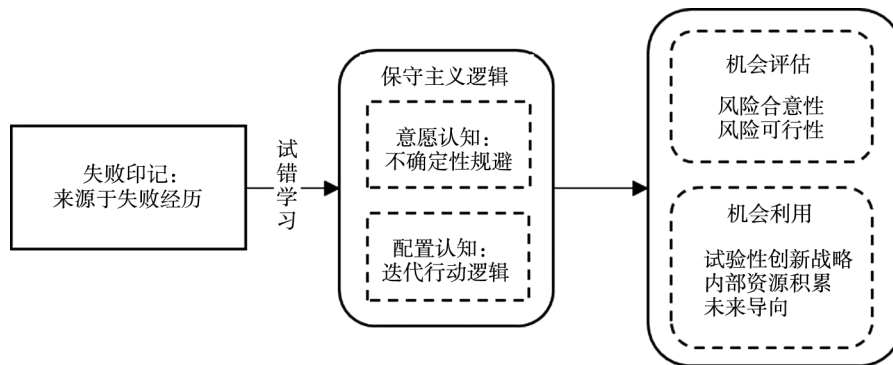 失败印记：
来源于失败经历
试错学习
保守主义逻辑
意愿认知：
不确定性规避
配置认知：
迭代行动逻辑
机会评估
风险合意性
风险可行性
机会利用
试验性创新战略
内部资源积累
未来导向